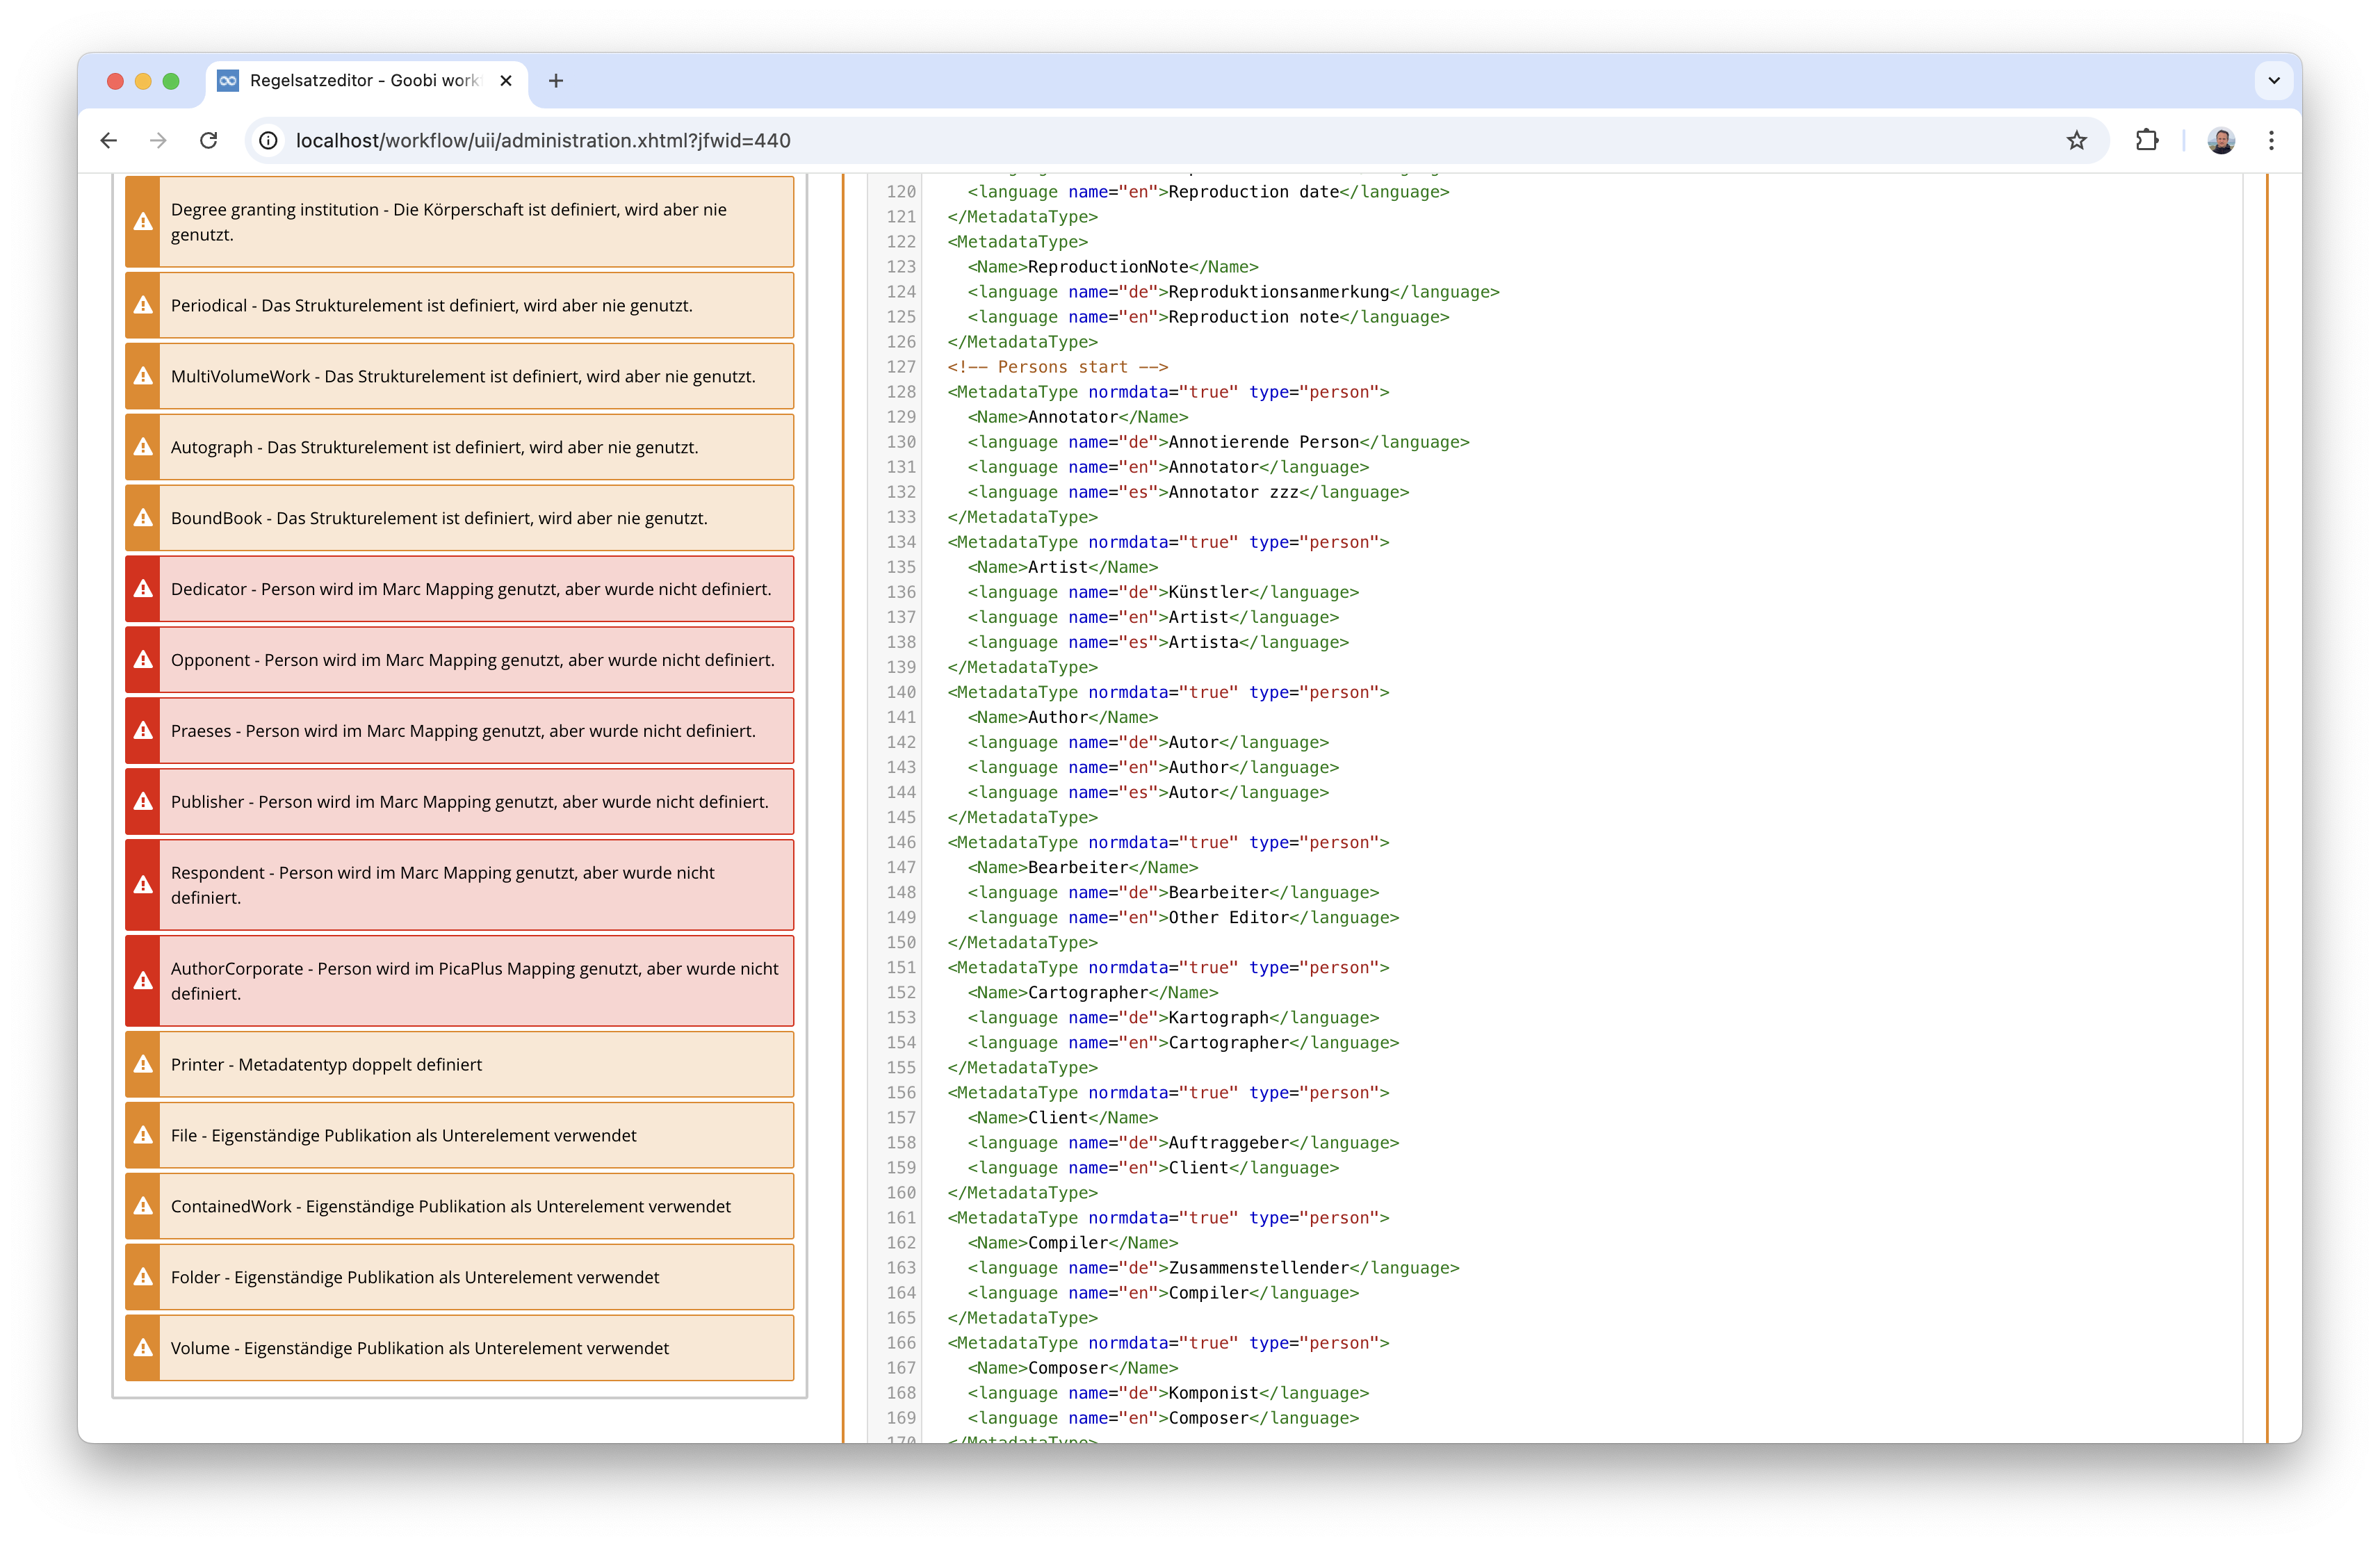 Regelsatzeditor - Goobi work
localhost/workflow/uii/administration.xhtml?jfwid=440
Degree granting institution - Die Körperschaft ist definiert, wird aber nie
genutzt.
Periodical - Das Strukturelement ist definiert, wird aber nie genutzt.
MultiVolumeWork - Das Strukturelement ist definiert, wird aber nie genutzt.
Autograph - Das Strukturelement ist definiert, wird aber nie genutzt.
BoundBook - Das Strukturelement ist definiert, wird aber nie genutzt.
Dedicator - Person wird im Marc Mapping genutzt, aber wurde nicht definiert.
Opponent - Person wird im Marc Mapping genutzt, aber wurde nicht definiert.
Praeses - Person wird im Marc Mapping genutzt, aber wurde nicht definiert.
Publisher - Person wird im Marc Mapping genutzt, aber wurde nicht definiert.
Respondent - Person wird im Marc Mapping genutzt, aber wurde nicht
definiert.
AuthorCorporate - Person wird im PicaPlus Mapping genutzt, aber wurde nicht
definiert.
Printer - Metadatentyp doppelt definiert
File - Eigenständige Publikation als Unterelement verwendet
ContainedWork - Eigenständige Publikation als Unterelement verwendet
Folder - Eigenständige Publikation als Unterelement verwendet
Volume - Eigenständige Publikation als Unterelement verwendet
120 <language name="en">Reproduction date</language>
121 </MetadataType>
122 <MetadataType>
123 <Name>ReproductionNote</Name>
124 <language name="de">Reproduktionsanmerkung</language>
125 <language name="en">Reproduction note</language>
126 </MetadataType>
127 <!-- Persons start -->
128 <MetadataType normdata="true" type="person">
129 <Name>Annotator</Name>
130 <language name="de">Annotierende Person</language>
131 <language name="en">Annotator</language>
132 <language name="es">Annotator zzz</language>
133 </MetadataType>
134 <MetadataType normdata="true" type="person">
135 <Name>Artist</Name>
136 <language name="de">Künstler</language>
137 <language name="en">Artist</language>
138 <language name="es">Artista</language>
139 </MetadataType>
140 <MetadataType normdata="true" type="person">
141 <Name>Author</Name>
142 <language name="de">Autor</language>
143 <language name="en">Author</language>
144 <language name="es">Autor</language>
145 </MetadataType>
146 <MetadataType normdata="true" type="person">
147 <Name>Bearbeiter</Name>
148 <language name="de">Bearbeiter</language>
149 <language name="en">Other Editor</language>
150 </MetadataType>
151 <MetadataType normdata="true" type="person">
152 <Name>Cartographer</Name>
153 <language name="de">Kartograph</language>
154 <language name="en">Cartographer</language>
155 </MetadataType>
156 <MetadataType normdata="true" type="person">
157 <Name>Client</Name>
158 <language name="de">Auftraggeber</language>
159 <language name="en">Client</language>
160 </MetadataType>
161 <MetadataType normdata="true" type="person">
162 <Name>Compiler</Name>
163 <language name="de">Zusammenstellender</language>
164 <language name="en">Compiler</language>
165 </MetadataType>
166 <MetadataType normdata="true" type="person">
167 <Name>Composer</Name>
168 <language name="de">Komponist</language>
169 <language name="en">Composer</language>
170 </MetadataType>